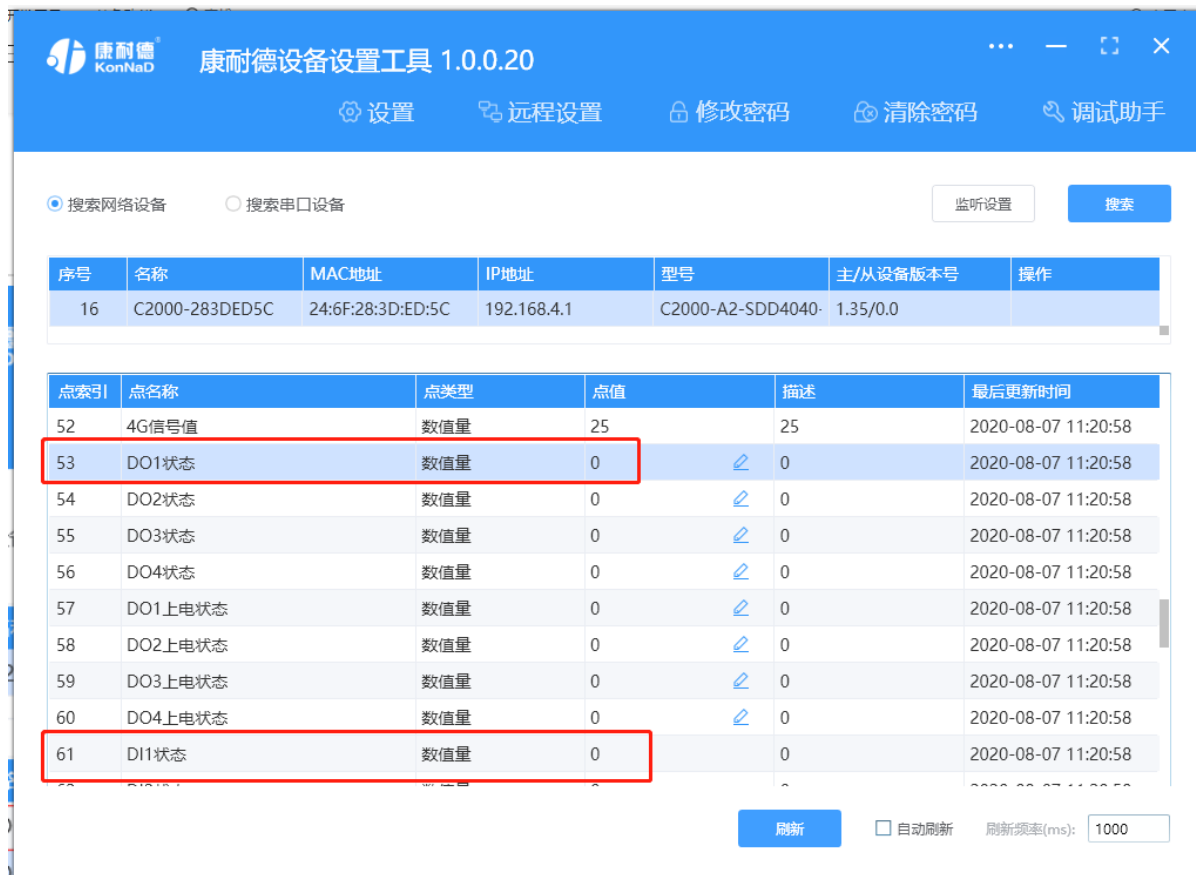 康耐德®
KonNaD
康耐德设备设置工具 1.0.0.20
设置 远程设置 修改密码 清除密码 调试助手
搜索网络设备 搜索串口设备 监听设置 搜索
序号 名称 MAC地址 IP地址 型号 主/从设备版本号 操作
16 C2000-283DED5C 24:6F:28:3D:ED:5C 192.168.4.1 C2000-A2-SDD4040- 1.35/0.0
点索引 点名称 点类型 点值 描述 最后更新时间
52 4G信号值 数值量 25 25 2020-08-07 11:20:58
53 DO1状态 数值量 0 0 2020-08-07 11:20:58
54 DO2状态 数值量 0 0 2020-08-07 11:20:58
55 DO3状态 数值量 0 0 2020-08-07 11:20:58
56 DO4状态 数值量 0 0 2020-08-07 11:20:58
57 DO1上电状态 数值量 0 0 2020-08-07 11:20:58
58 DO2上电状态 数值量 0 0 2020-08-07 11:20:58
59 DO3上电状态 数值量 0 0 2020-08-07 11:20:58
60 DO4上电状态 数值量 0 0 2020-08-07 11:20:58
61 DI1状态 数值量 0 0 2020-08-07 11:20:58
刷新 自动刷新 刷新频率(ms): 1000